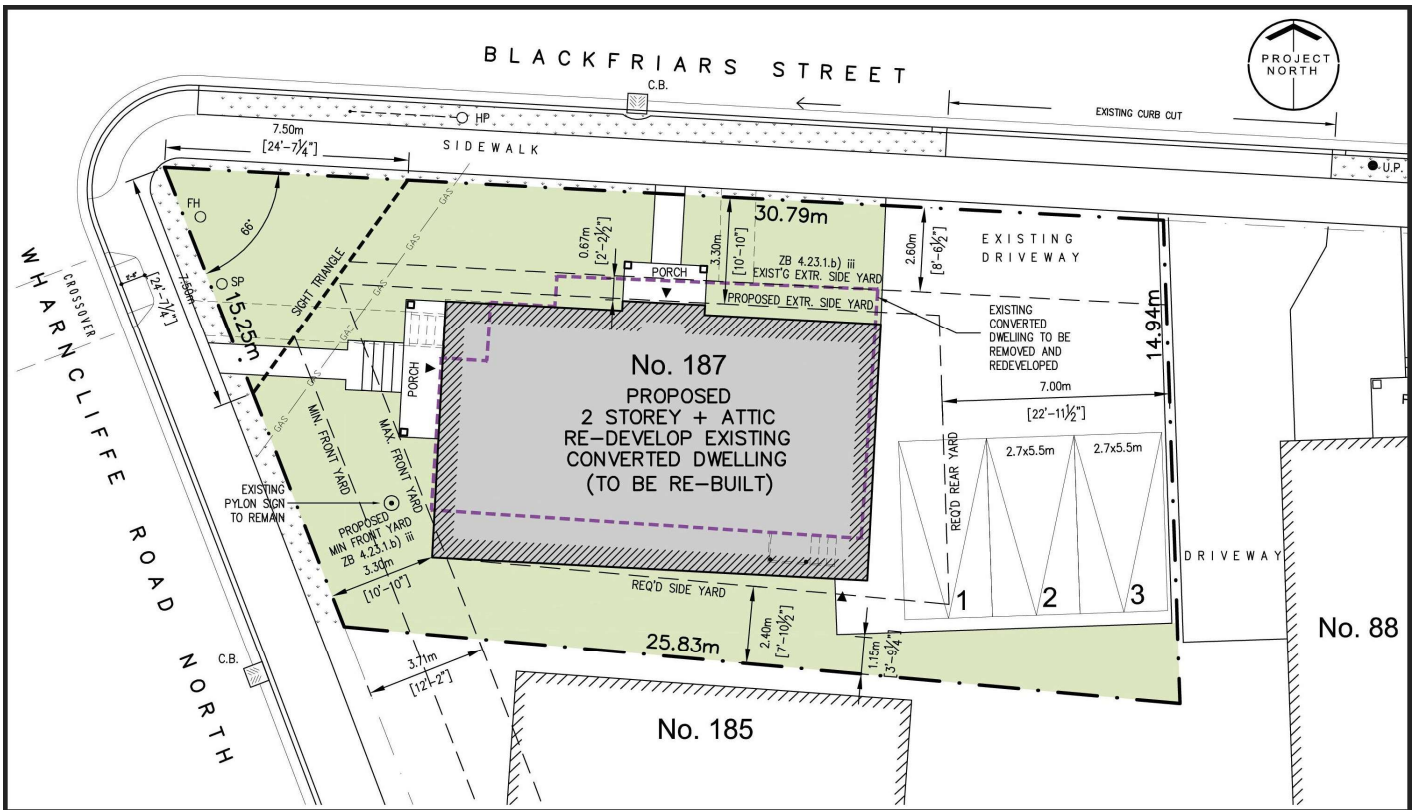 BLACKFRIARS STREET
PROJECT
NORTH
C.B.
EXISTING CURB CUT
HP
7.50m
[24'-7¼"]
SIDEWALK
U.P.
FH
66°
GAS
GAS
30.79m
0.67m
[2'-2½"]
3.30m
[10'-10"]
2.60m
[8'-6½"]
EXISTING
DRIVEWAY
ZB 4.23.1.b) iii
EXIST'G EXTR. SIDE YARD
PORCH
PROPOSED EXTR. SIDE YARD
SP
SIGHT TRIANGLE
GAS
WHARNCLIFFE ROAD NORTH
CROSSOVER
7.50m
[24'-7¼"]
15.25m
EXISTING
CONVERTED
DWELLING TO BE
REMOVED AND
REDEVELOPED
14.94m
No. 187
PROPOSED
2 STOREY + ATTIC
RE-DEVELOP EXISTING
CONVERTED DWELLING
(TO BE RE-BUILT)
PORCH
7.00m
[22'-11½"]
GAS
GAS
MIN. FRONT YARD
MAX. FRONT YARD
2.7x5.5m
2.7x5.5m
REQ'D REAR YARD
EXISTING
PYLON SIGN
TO REMAIN
PROPOSED
MIN FRONT YARD
ZB 4.23.1.b) iii
3.30m
[10'-10"]
DRIVEWAY
REQ'D SIDE YARD
1
2
3
No. 88
2.40m
[7'-10½"]
25.83m
1.15m
[3'-9¼"]
C.B.
3.71m
[12'-2"]
No. 185